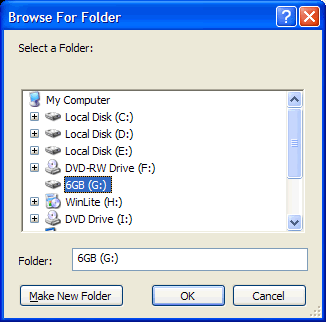 Browse For Folder
Select a Folder:
My Computer
Local Disk (C:)
Local Disk (D:)
Local Disk (E:)
DVD-RW Drive (F:)
6GB (G:)
WinLite (H:)
DVD Drive (I:)
Folder: 6GB (G:)
Make New Folder OK Cancel